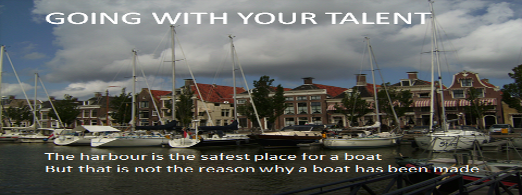 GOING WITH YOUR TALENT
The harbour is the safest place for a boat
But that is not the reason why a boat has been made